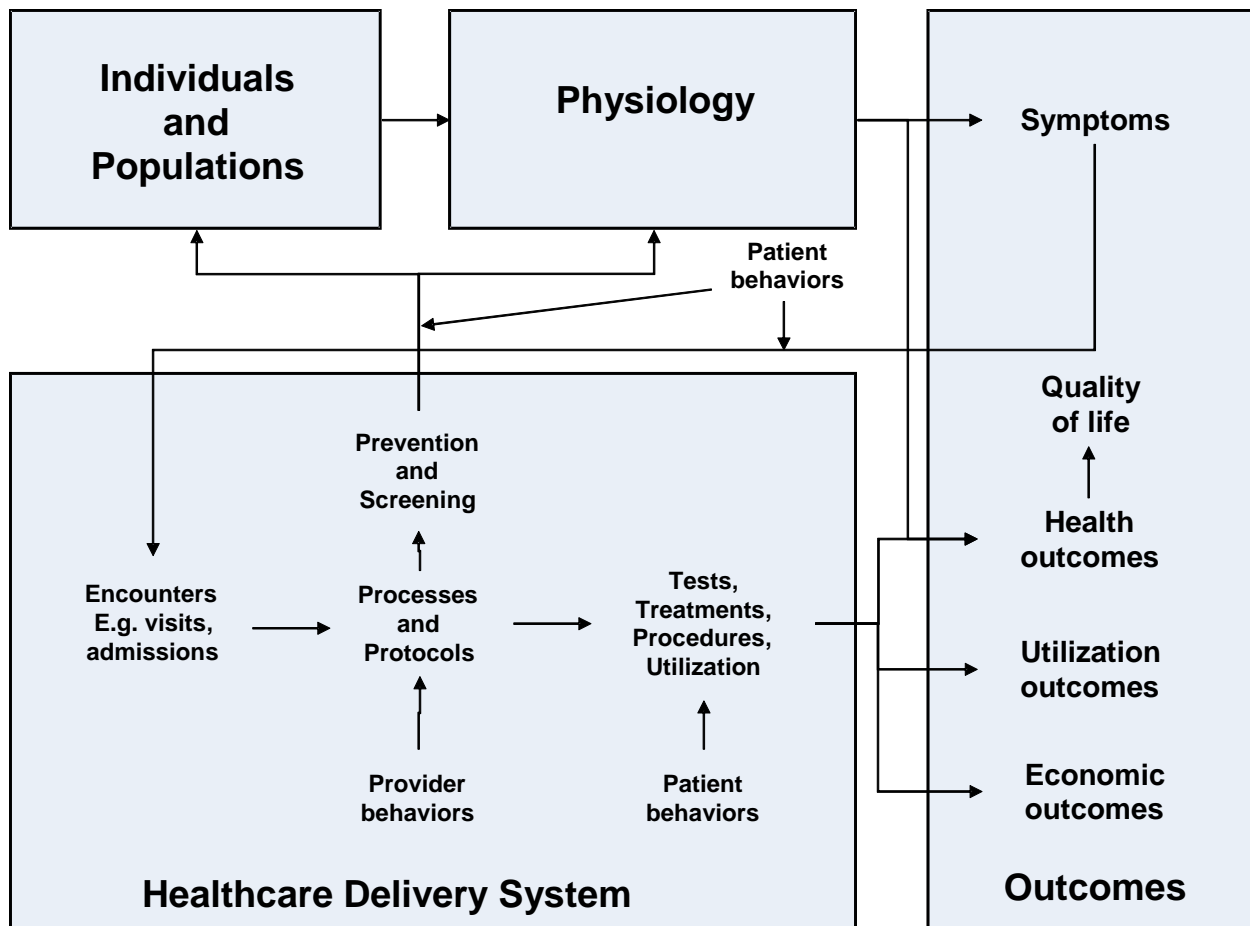 Individuals
and
Populations
Physiology
Symptoms
Patient
behaviors
Quality
of life
Health
outcomes
Utilization
outcomes
Economic
outcomes
Outcomes
Prevention
and
Screening
Encounters
E.g. visits,
admissions
Processes
and
Protocols
Tests,
Treatments,
Procedures,
Utilization
Provider
behaviors
Patient
behaviors
Healthcare Delivery System